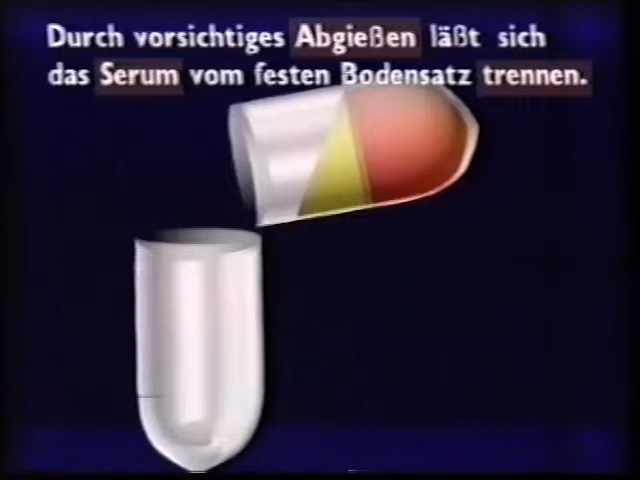 Durch vorsichtiges Abgießen läßt sich
das Serum vom festen Bodensatz trennen.